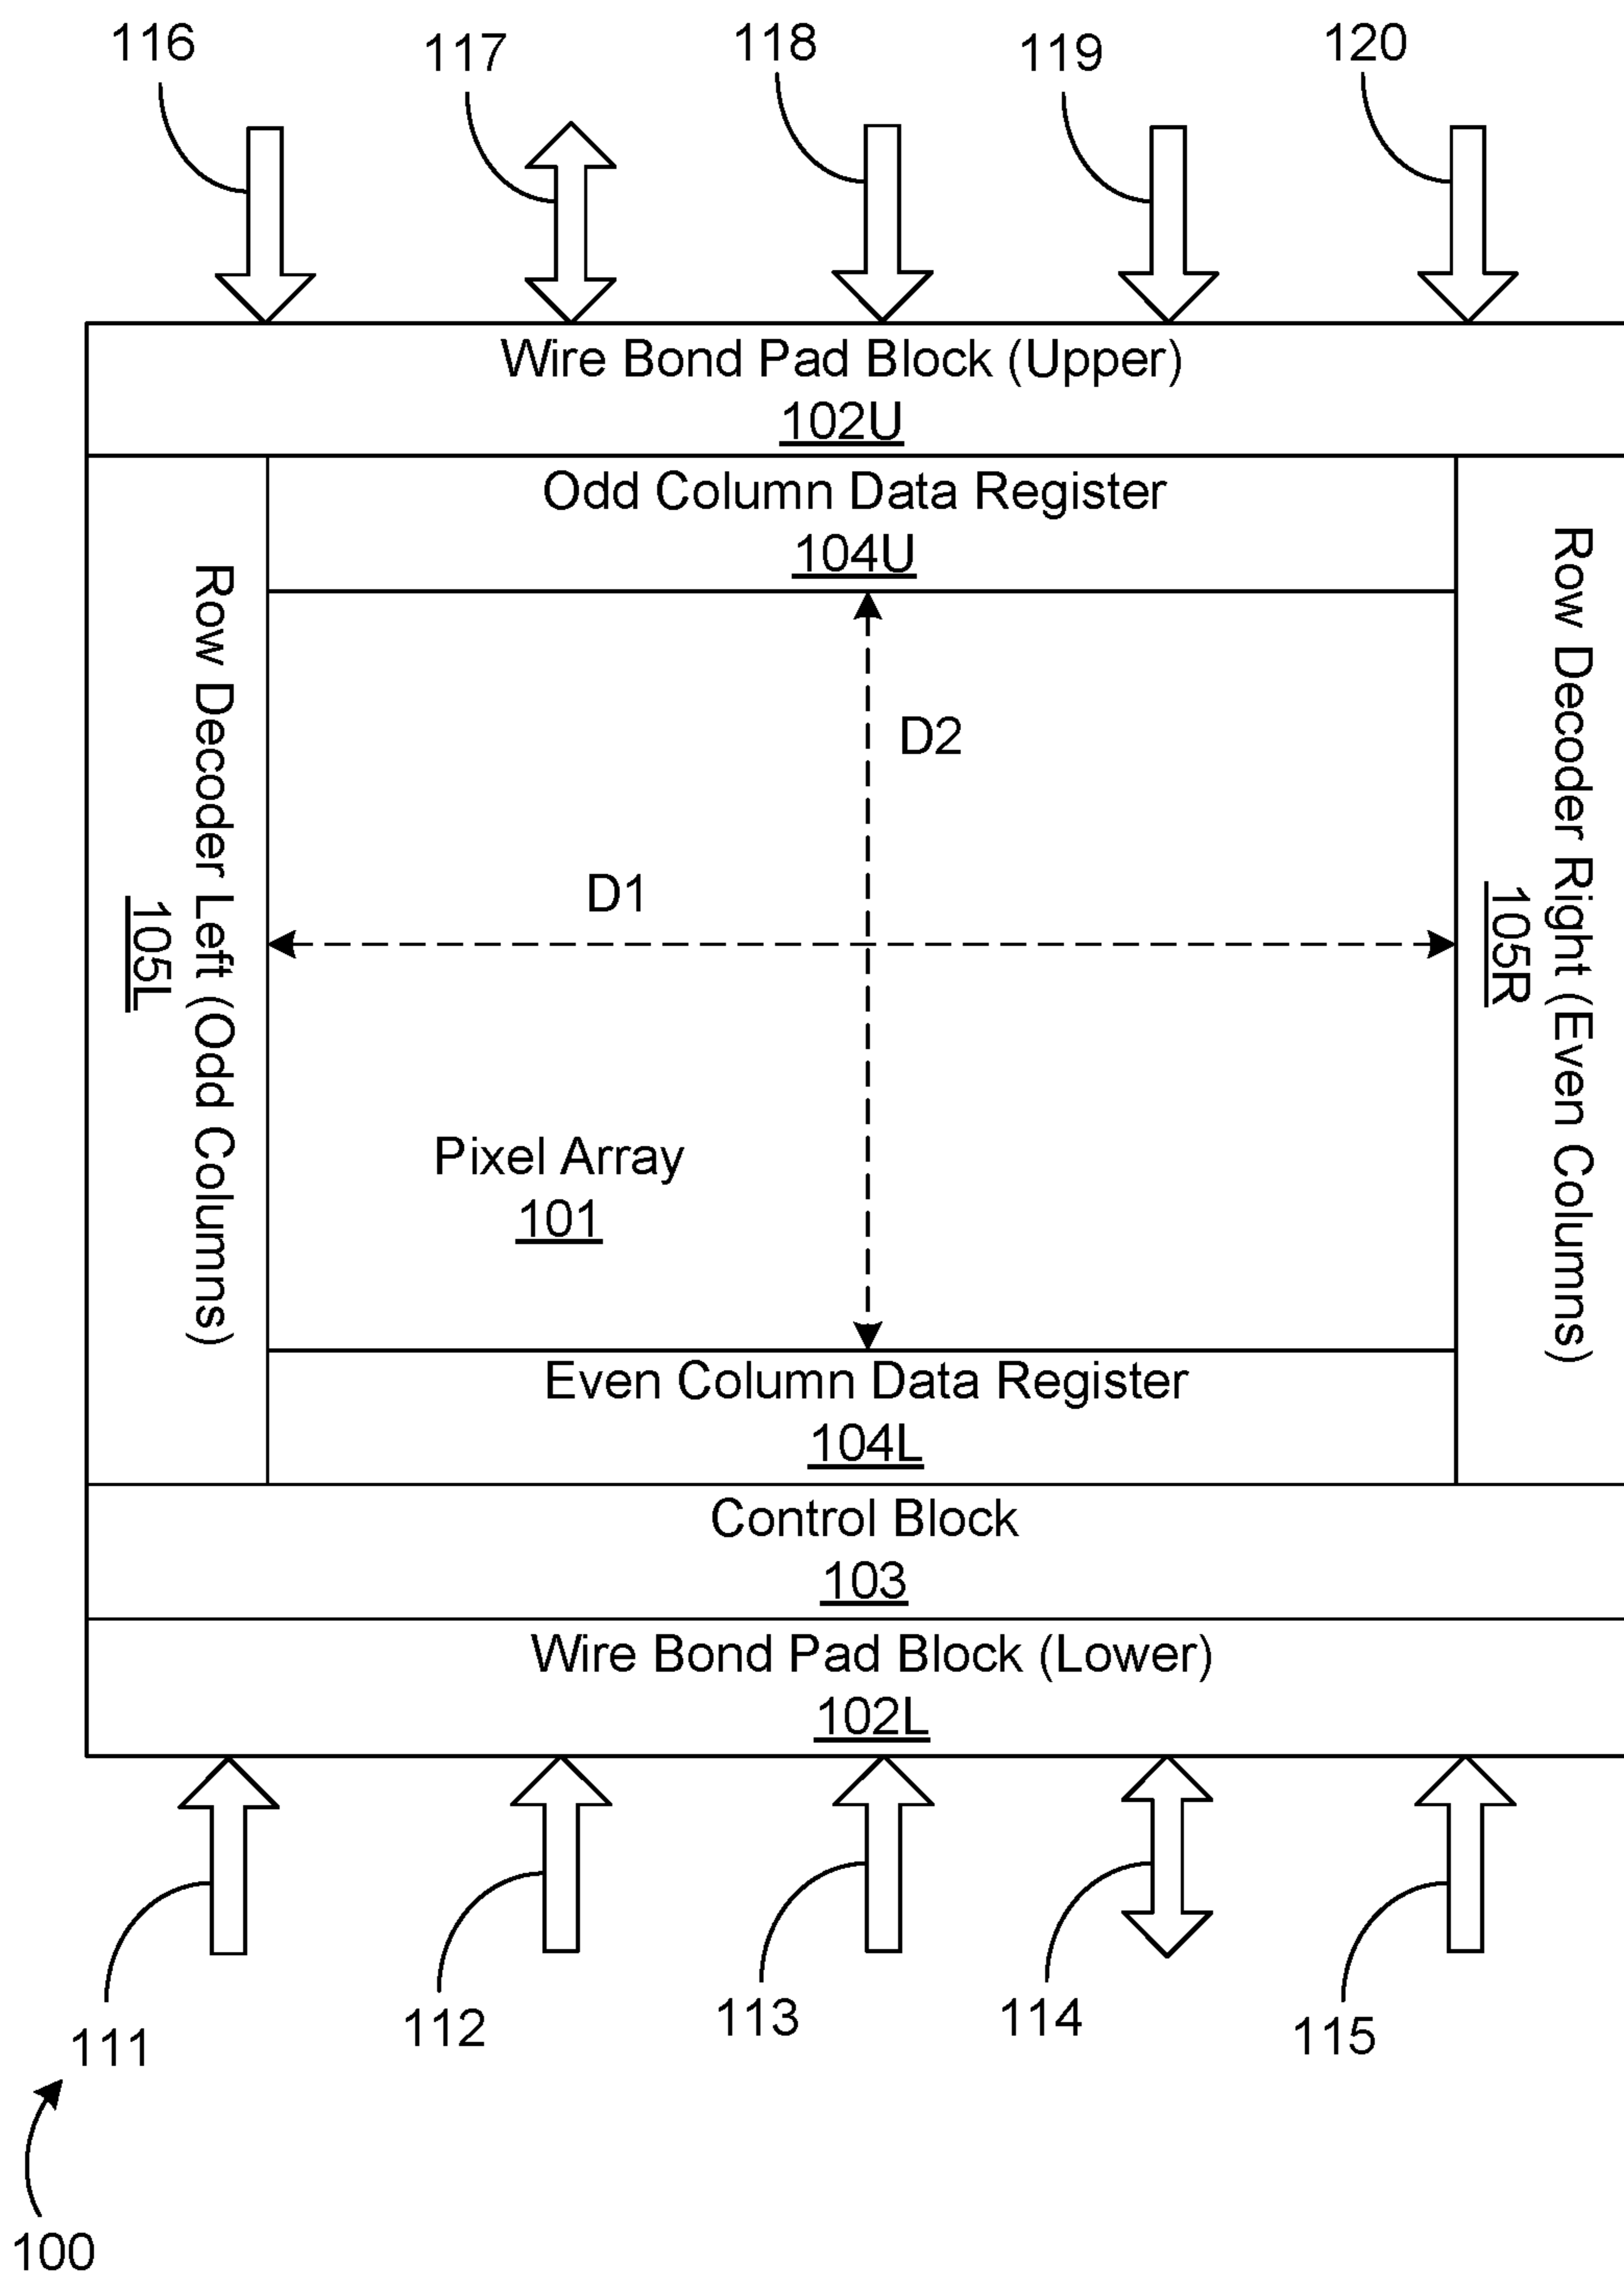 116
117
118
119
120
Wire Bond Pad Block (Upper)
102U
Odd Column Data Register
104U
Row Decoder Left (Odd Columns)
105L
D2
D1
Pixel Array
101
Row Decoder Right (Even Columns)
105R
Even Column Data Register
104L
Control Block
103
Wire Bond Pad Block (Lower)
102L
111
112
113
114
115
100